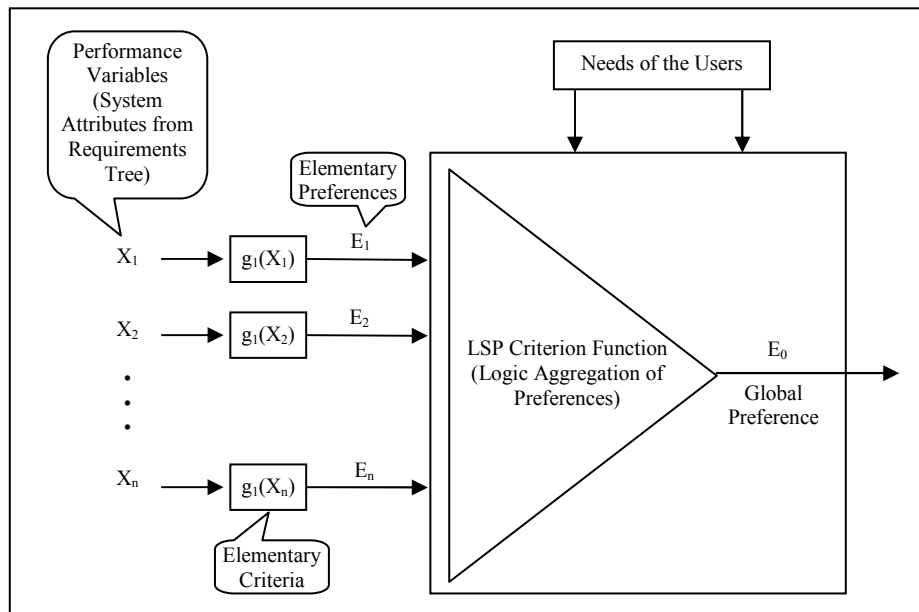 Performance
Variables
(System
Attributes from
Requirements
Tree)
Needs of the Users
Elementary
Preferences
X₁
g₁(X₁)
E₁
X₂
g₁(X₂)
E₂
LSP Criterion Function
(Logic Aggregation of
Preferences)
E₀
Global
Preference
Xₙ
g₁(Xₙ)
Eₙ
Elementary
Criteria